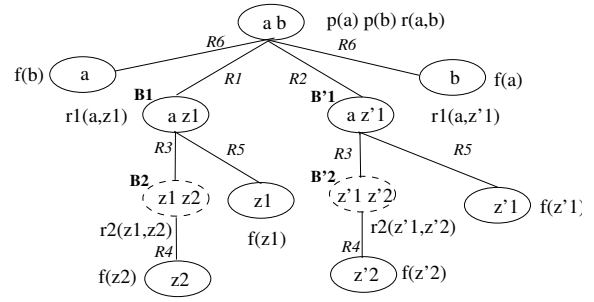 a b p(a) p(b) r(a,b)
R6 R6
f(b) a R1 R2 b f(a)
B1 B'1
r1(a,z1) a z1 a z'1 r1(a,z'1)
R3 R5 R3 R5
B2 B'2
z1 z2 z1 z'1 z'2 z'1 f(z'1)
r2(z1,z2) f(z1) r2(z'1,z'2)
R4 R4
f(z2) z2 z'2 f(z'2)